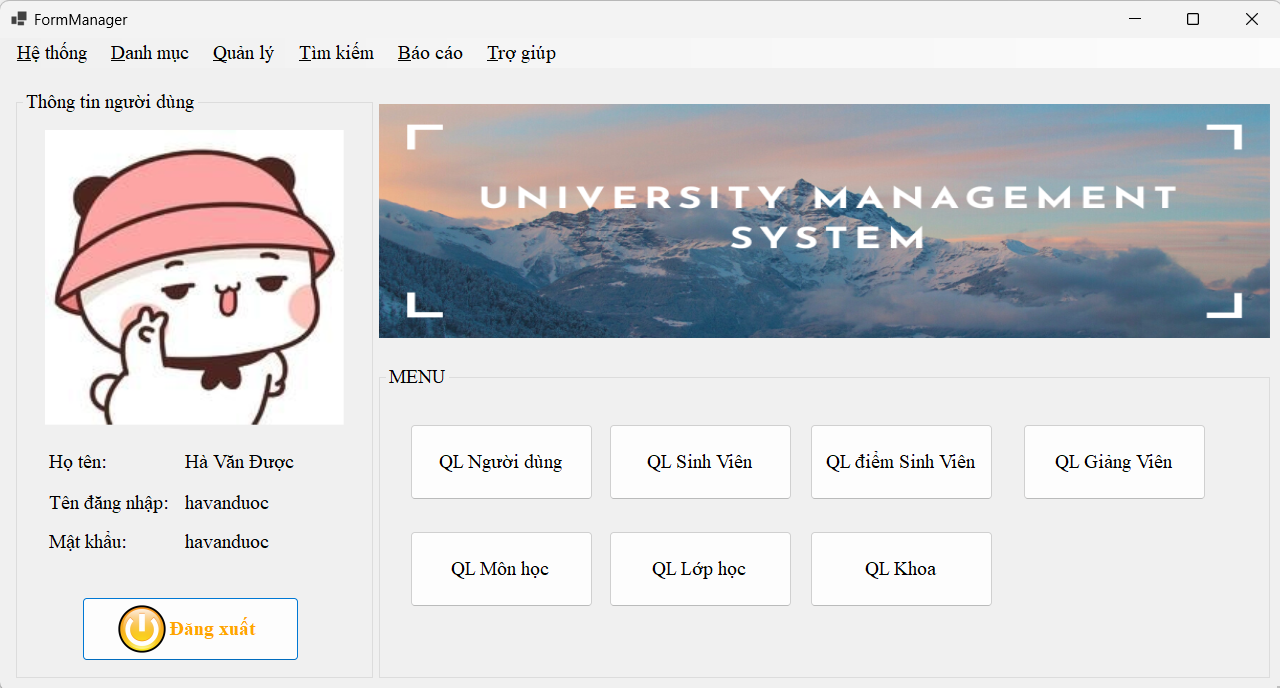 FormManager
Hệ thống Danh mục Quản lý Tìm kiếm Báo cáo Trợ giúp
Thông tin người dùng
Họ tên: Hà Văn Được
Tên đăng nhập: havanduoc
Mật khẩu: havanduoc
Đăng xuất
UNIVERSITY MANAGEMENT
SYSTEM
MENU
QL Người dùng QL Sinh Viên QL điểm Sinh Viên QL Giảng Viên
QL Môn học QL Lớp học QL Khoa